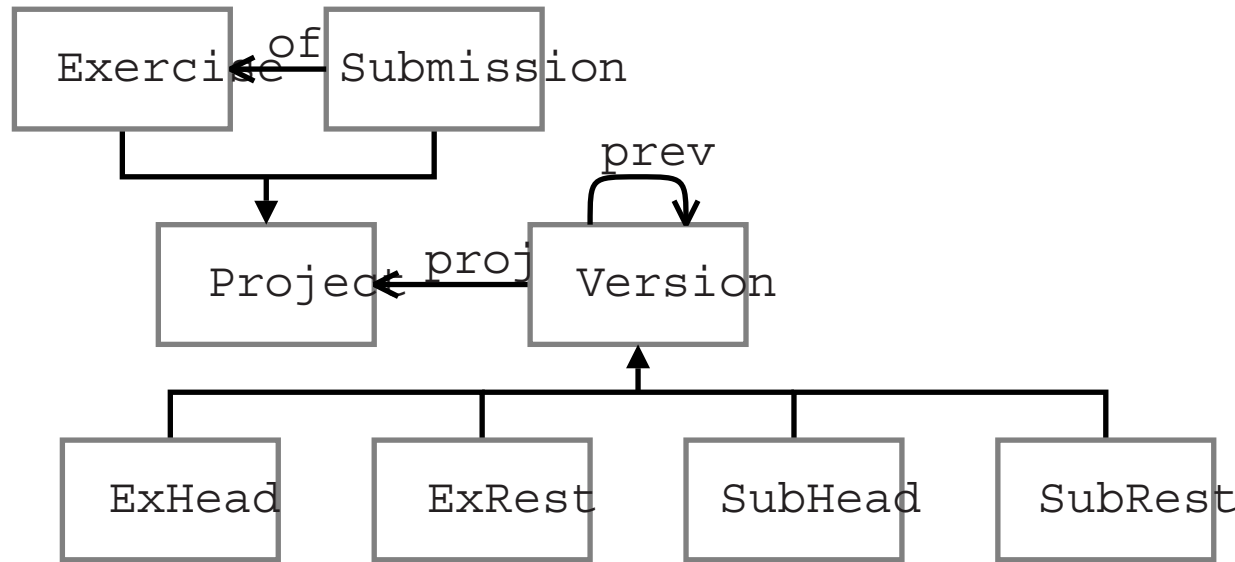 Exercise of Submission
prev
Project proj Version
ExHead ExRest SubHead SubRest